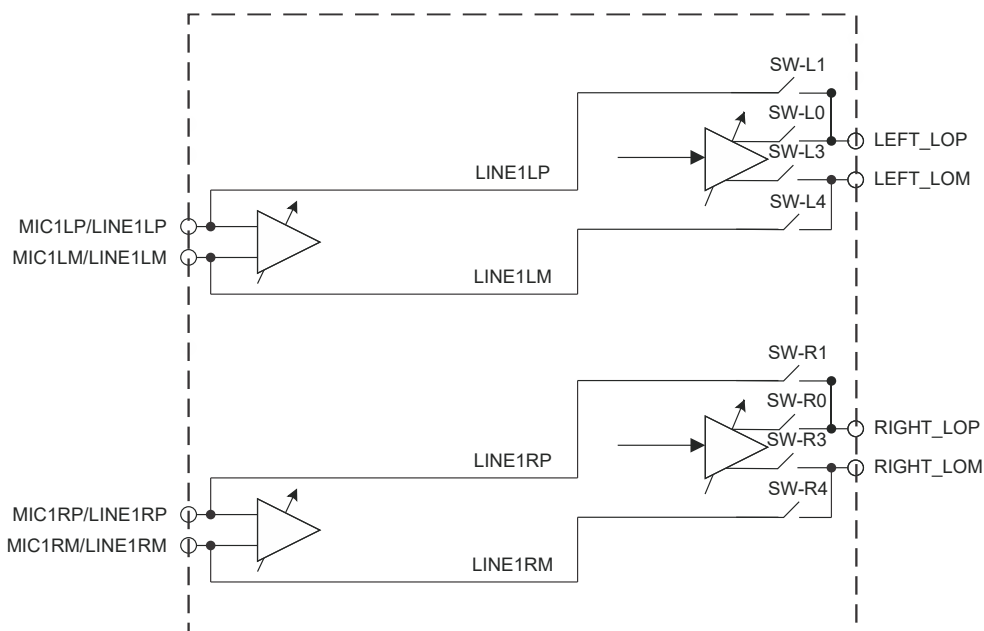 SW-L1
SW-L0
LEFT_LOP
SW-L3
LINE1LP
LEFT_LOM
SW-L4
MIC1LP/LINE1LP
MIC1LM/LINE1LM
LINE1LM
SW-R1
SW-R0
RIGHT_LOP
SW-R3
LINE1RP
RIGHT_LOM
SW-R4
MIC1RP/LINE1RP
MIC1RM/LINE1RM
LINE1RM